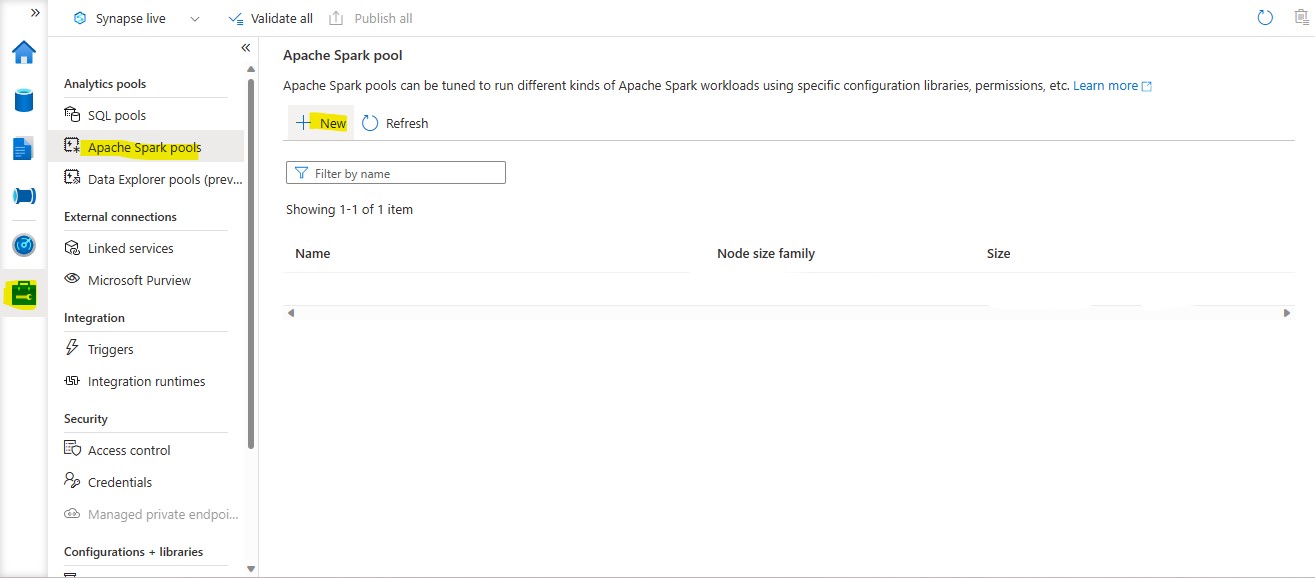 Synapse live
Validate all
Publish all
Analytics pools
SQL pools
Apache Spark pools
Data Explorer pools (prev...
External connections
Linked services
Microsoft Purview
Integration
Triggers
Integration runtimes
Security
Access control
Credentials
Managed private endpoi...
Configurations + libraries
Apache Spark pool
Apache Spark pools can be tuned to run different kinds of Apache Spark workloads using specific configuration libraries, permissions, etc. Learn more
New
Refresh
Filter by name
Showing 1-1 of 1 item
Name
Node size family
Size